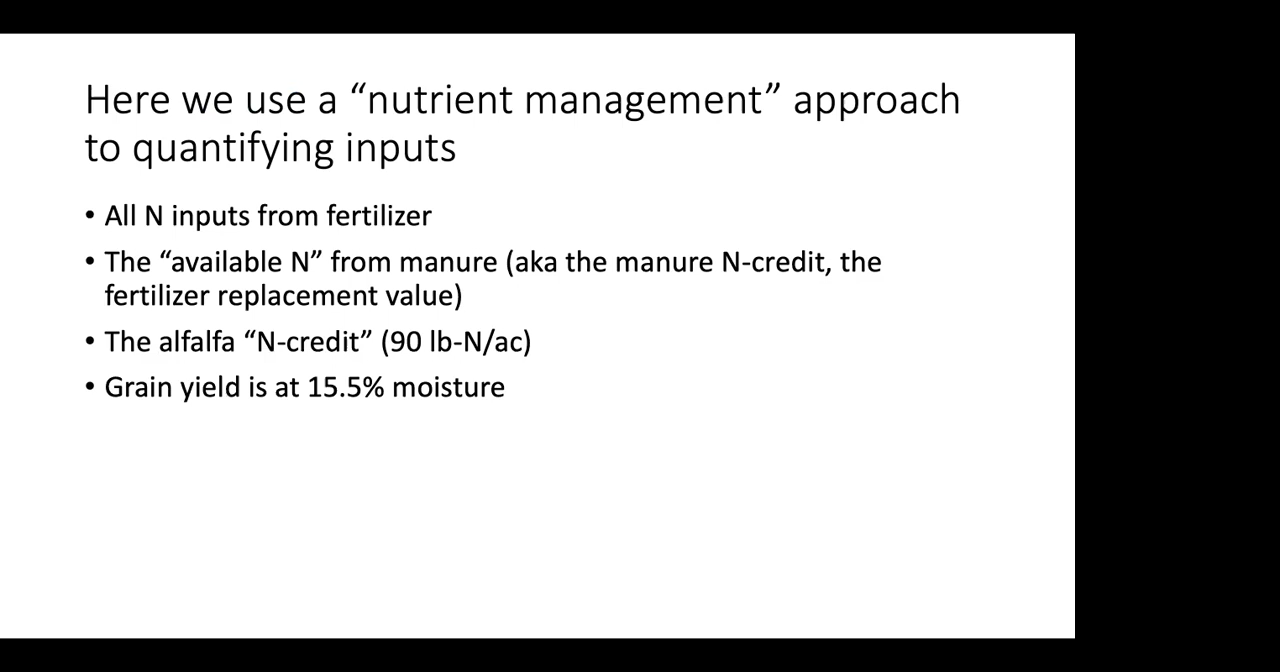 Here we use a “nutrient management” approach
to quantifying inputs
• All N inputs from fertilizer
• The “available N” from manure (aka the manure N-credit, the
fertilizer replacement value)
• The alfalfa “N-credit” (90 lb-N/ac)
• Grain yield is at 15.5% moisture